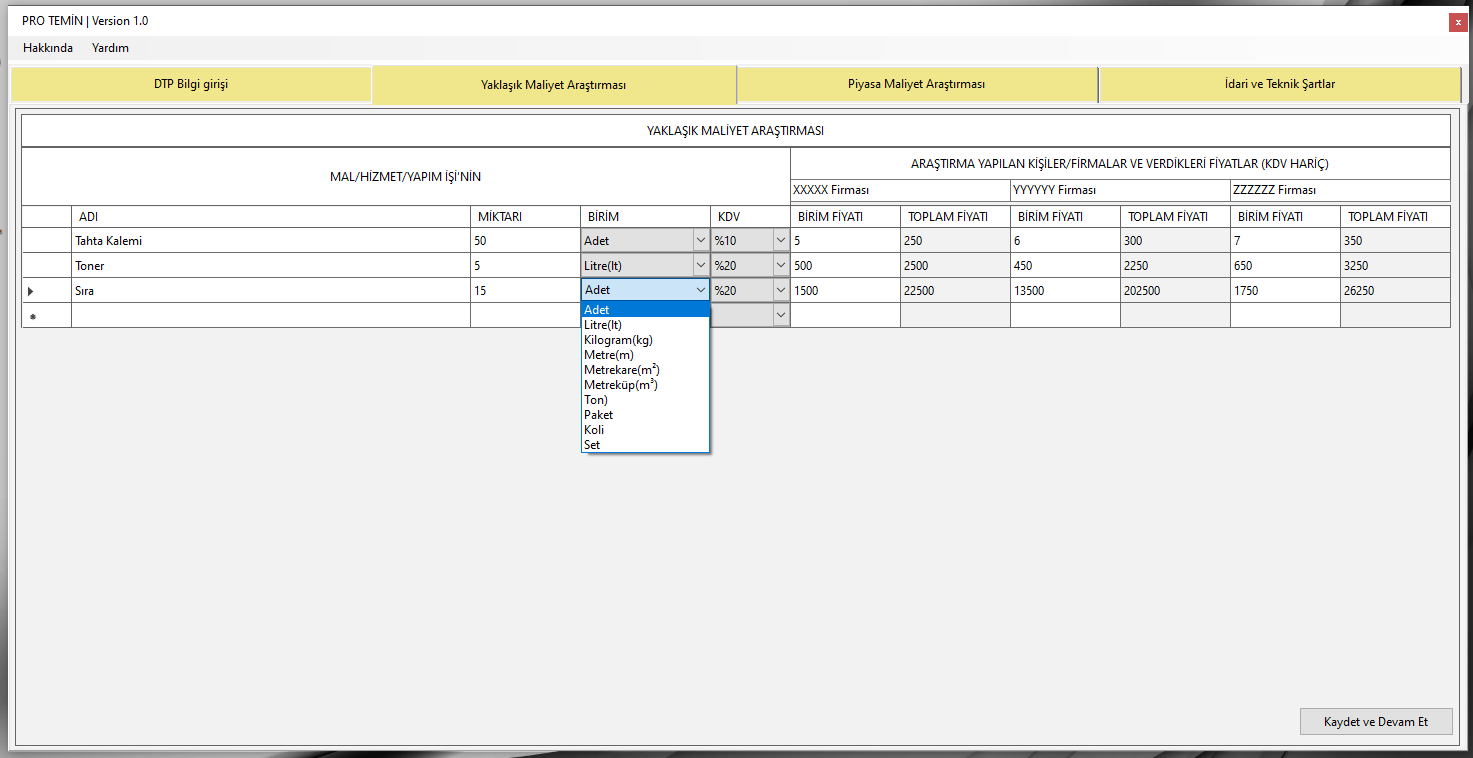 PRO TEMİN | Version 1.0
x
Hakkında Yardım
DTP Bilgi girişi Yaklaşık Maliyet Araştırması Piyasa Maliyet Araştırması İdari ve Teknik Şartlar
YAKLAŞIK MALİYET ARAŞTIRMASI
MAL/HİZMET/YAPIM İŞİ'NİN
ARAŞTIRMA YAPILAN KİŞİLER/FİRMALAR VE VERDİKLERİ FİYATLAR (KDV HARİÇ)
XXXXX Firması YYYYYY Firması ZZZZZZ Firması
ADI MİKTARI BİRİM KDV BİRİM FİYATI TOPLAM FİYATI BİRİM FİYATI TOPLAM FİYATI BİRİM FİYATI TOPLAM FİYATI
Tahta Kalemi 50 Adet %10 5 250 6 300 7 350
Toner 5 Litre(lt) %20 500 2500 450 2250 650 3250
Sıra 15 Adet %20 1500 22500 13500 202500 1750 26250
Adet
Litre(lt)
Kilogram(kg)
Metre(m)
Metrekare(m²)
Metreküp(m³)
Ton)
Paket
Koli
Set
Kaydet ve Devam Et